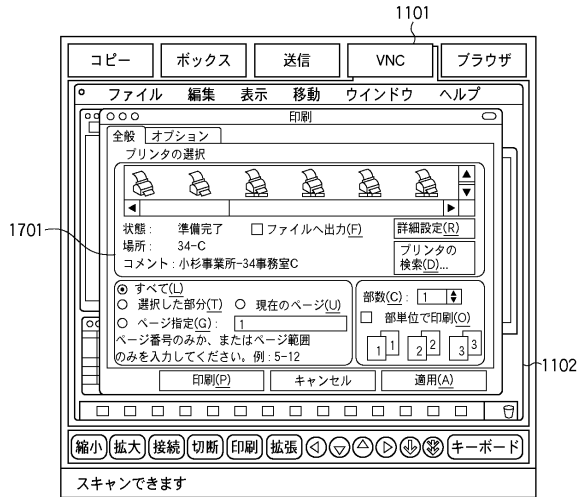 1101
コピー ボックス 送信 VNC ブラウザ
ファイル 編集 表示 移動 ウインドウ ヘルプ
印刷
全般 オプション
プリンタの選択
1701
状態: 準備完了 □ファイルへ出力(F) 詳細設定(R)
場所: 34-C
コメント:小杉事業所-34事務室C
プリンタの
検索(D)...
すべて(L)
選択した部分(T) 現在のページ(U)
ページ指定(G): 1
ページ番号のみか、またはページ範囲
のみを入力してください。例:5-12
部数(C): 1
部単位で印刷(O)
1 1 2 2 3 3
印刷(P) キャンセル 適用(A)
1102
縮小 拡大 接続 切断 印刷 拡張 キーボード
スキャンできます